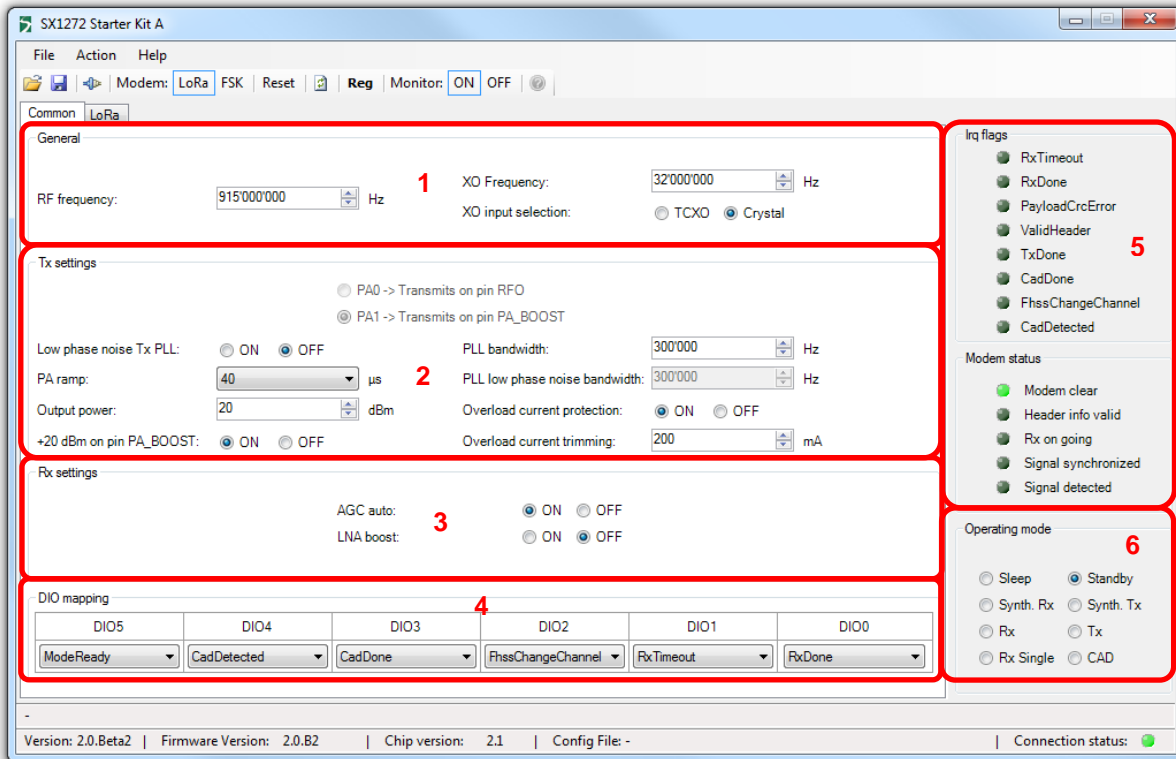 SX1272 Starter Kit A
File Action Help
Modem: LoRa FSK Reset Reg Monitor: ON OFF
Common LoRa
General
RF frequency: 915'000'000 Hz
1
XO Frequency: 32'000'000 Hz
XO input selection: TCXO Crystal
Tx settings
PA0 -> Transmits on pin RFO
PA1 -> Transmits on pin PA_BOOST
Low phase noise Tx PLL: ON OFF
PLL bandwidth: 300'000 Hz
PA ramp: 40 µs
2
PLL low phase noise bandwidth: 300'000 Hz
Output power: 20 dBm
Overload current protection: ON OFF
+20 dBm on pin PA_BOOST: ON OFF
Overload current trimming: 200 mA
Rx settings
AGC auto: ON OFF
3
LNA boost: ON OFF
DIO mapping
4
DIO5 DIO4 DIO3 DIO2 DIO1 DIO0
ModeReady CadDetected CadDone FhssChangeChannel RxTimeout RxDone
Irq flags
RxTimeout
RxDone
PayloadCrcError
ValidHeader
5
TxDone
CadDone
FhssChangeChannel
CadDetected
Modem status
Modem clear
Header info valid
Rx on going
Signal synchronized
Signal detected
Operating mode
6
Sleep Standby
Synth. Rx Synth. Tx
Rx Tx
Rx Single CAD
-
Version: 2.0.Beta2 | Firmware Version: 2.0.B2 | Chip version: 2.1 | Config File: - | Connection status: